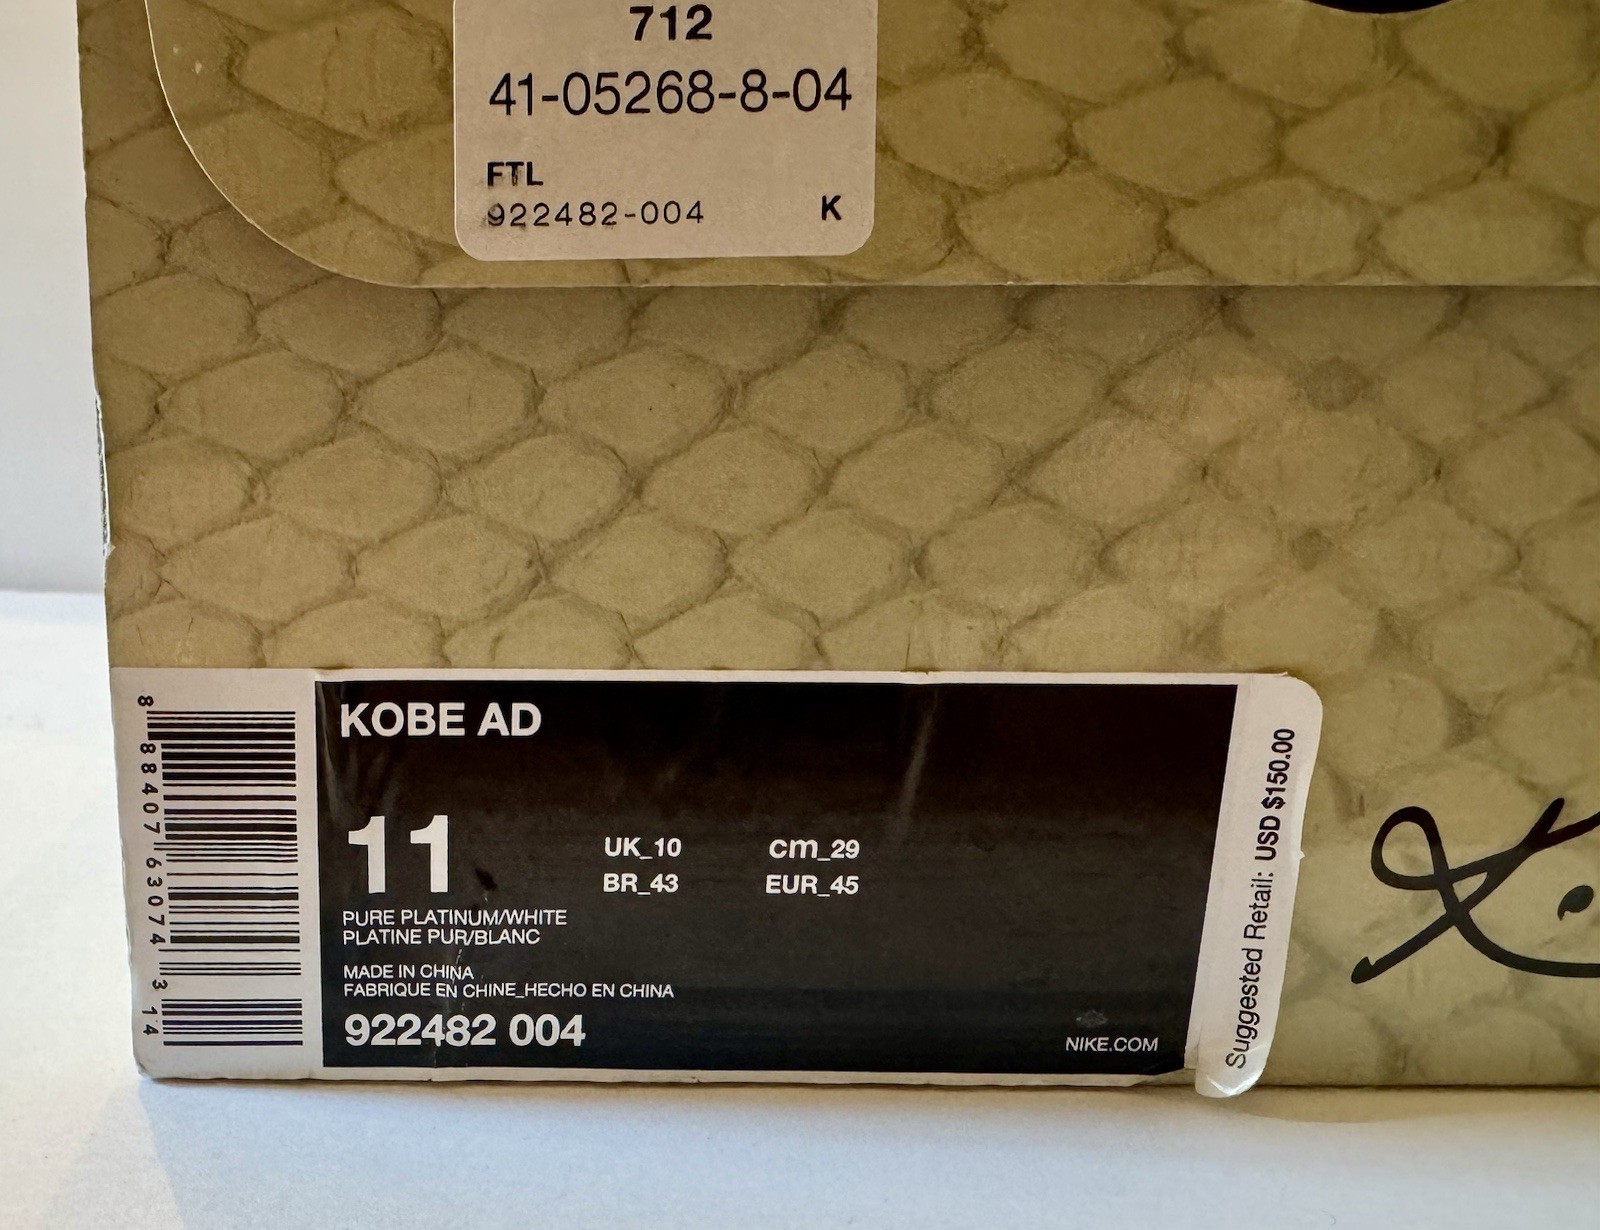 712
41-05268-8-04
FTL
922482-004 K
KOBE AD
11
UK_10 cm_29
BR_43 EUR_45
PURE PLATINUM/WHITE
PLATINE PUR/BLANC
MADE IN CHINA
FABRIQUE EN CHINE_HECHO EN CHINA
922482 004
NIKE.COM
8 88407 63074 3 14
Suggested Retail: USD $150.00